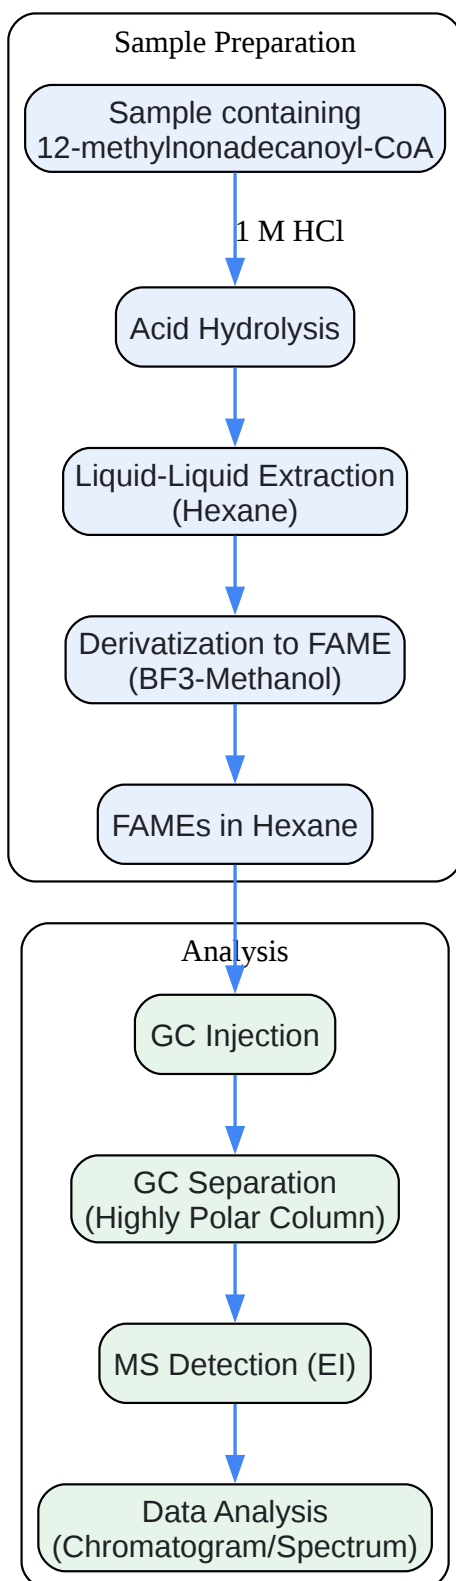 Sample Preparation
Sample containing
12-methylnonadecanoyl-CoA
1 M HCl
Acid Hydrolysis
Liquid-Liquid Extraction
(Hexane)
Derivatization to FAME
(BF3-Methanol)
FAMEs in Hexane
Analysis
GC Injection
GC Separation
(Highly Polar Column)
MS Detection (EI)
Data Analysis
(Chromatogram/Spectrum)